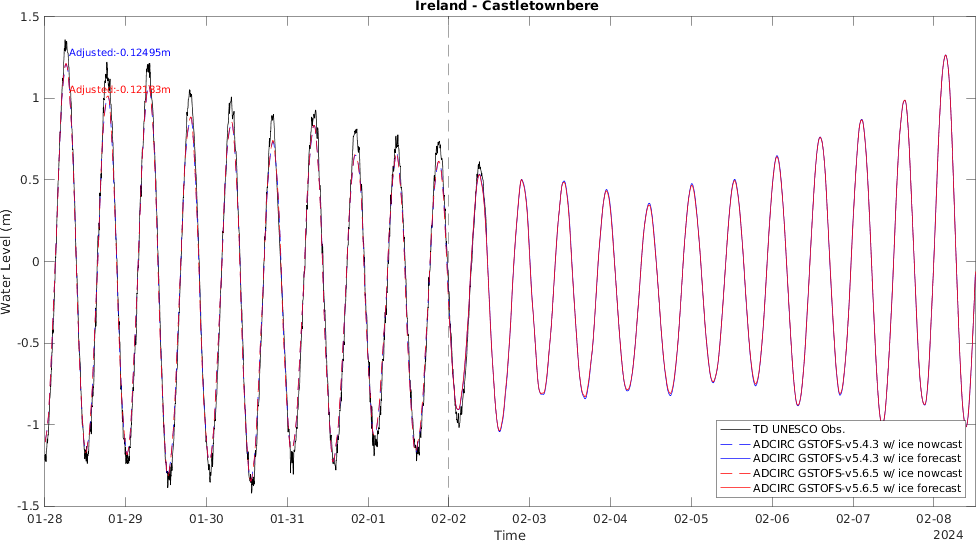 Ireland - Castletownbere
1.5
1
0.5
0
-0.5
-1
-1.5
Water Level (m)
Adjusted:-0.12495m
Adjusted:-0.12183m
TD UNESCO Obs.
ADCIRC GSTOFS-v5.4.3 w/ ice nowcast
ADCIRC GSTOFS-v5.4.3 w/ ice forecast
ADCIRC GSTOFS-v5.6.5 w/ ice nowcast
ADCIRC GSTOFS-v5.6.5 w/ ice forecast
01-28 01-29 01-30 01-31 02-01 02-02 02-03 02-04 02-05 02-06 02-07 02-08
Time
2024